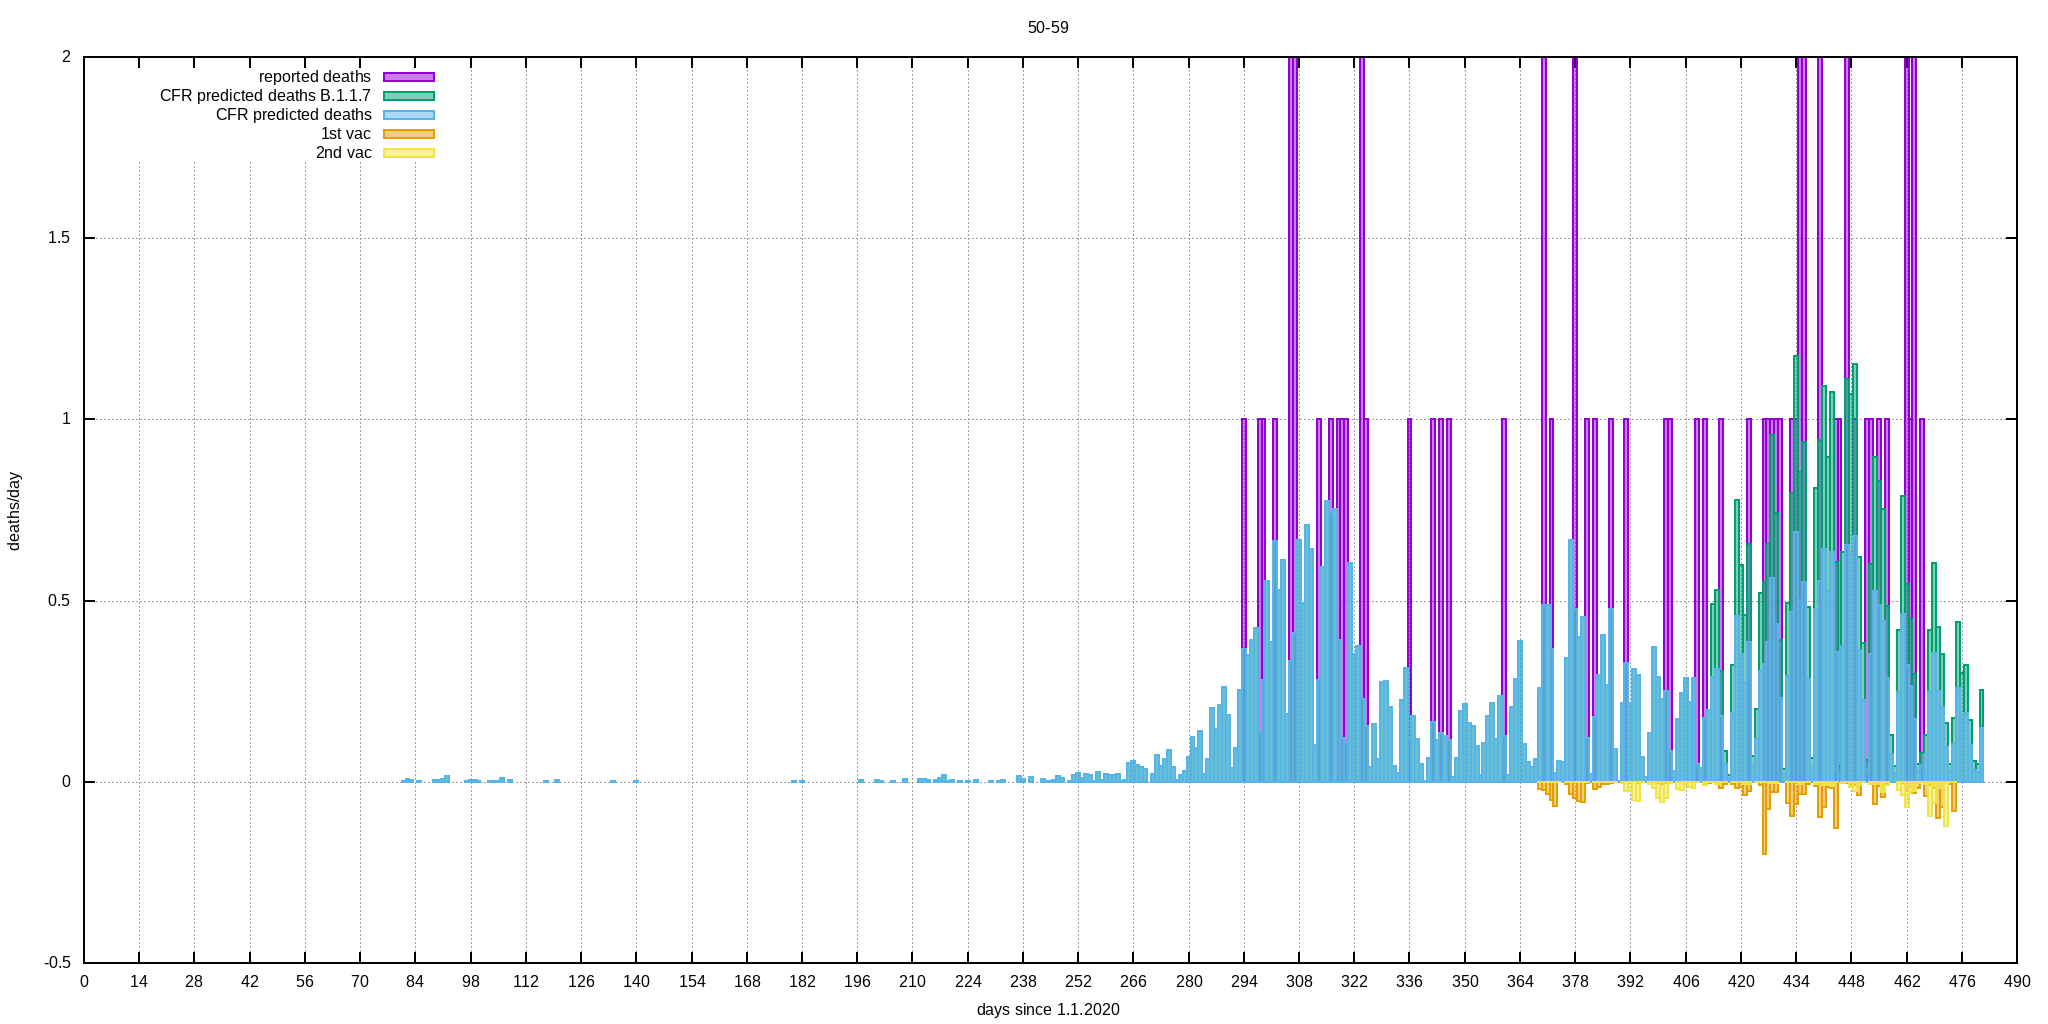 50-59
reported deaths
CFR predicted deaths B.1.1.7
CFR predicted deaths
1st vac
2nd vac
2
1.5
1
0.5
0
-0.5
deaths/day
0 14 28 42 56 70 84 98 112 126 140 154 168 182 196 210 224 238 252 266 280 294 308 322 336 350 364 378 392 406 420 434 448 462 476 490
days since 1.1.2020